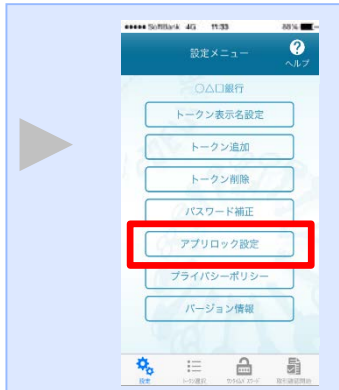 SoftBank 4G 11:33 88%
設定メニュー
?
ヘルプ
○△□銀行
トークン表示名設定
トークン追加
トークン削除
パスワード補正
アプリロック設定
プライバシーポリシー
バージョン情報
設定